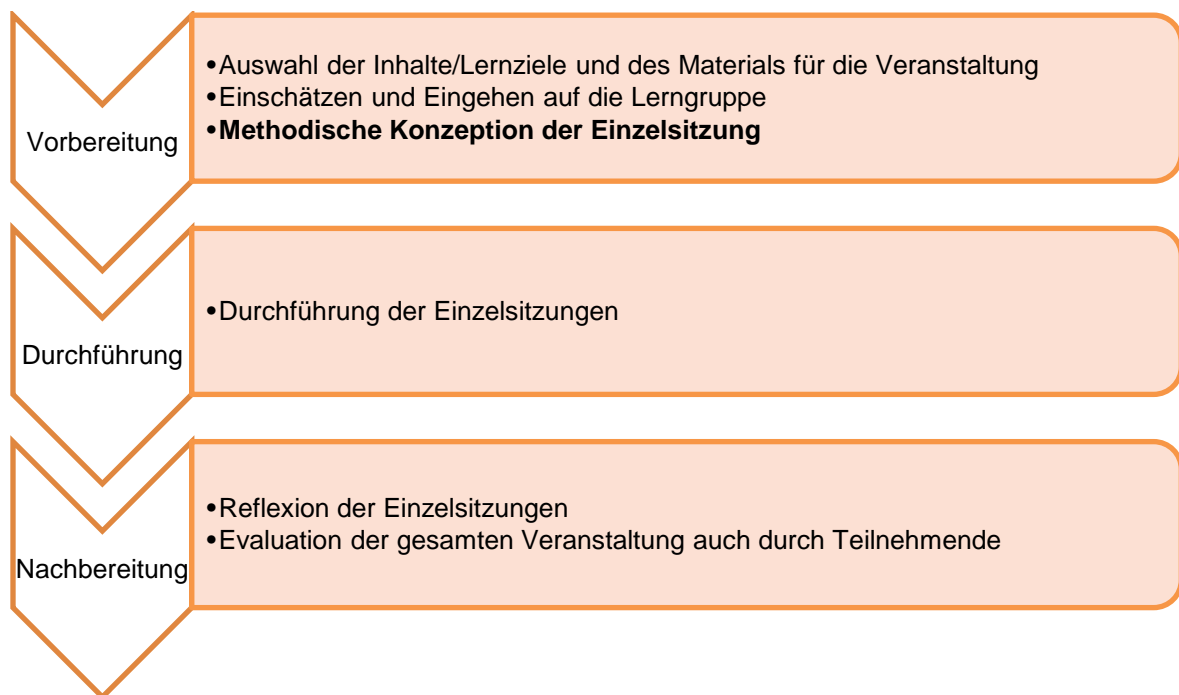 Vorbereitung
•Auswahl der Inhalte/Lernziele und des Materials für die Veranstaltung
•Einschätzen und Eingehen auf die Lerngruppe
•Methodische Konzeption der Einzelsitzung
Durchführung
•Durchführung der Einzelsitzungen
Nachbereitung
•Reflexion der Einzelsitzungen
•Evaluation der gesamten Veranstaltung auch durch Teilnehmende